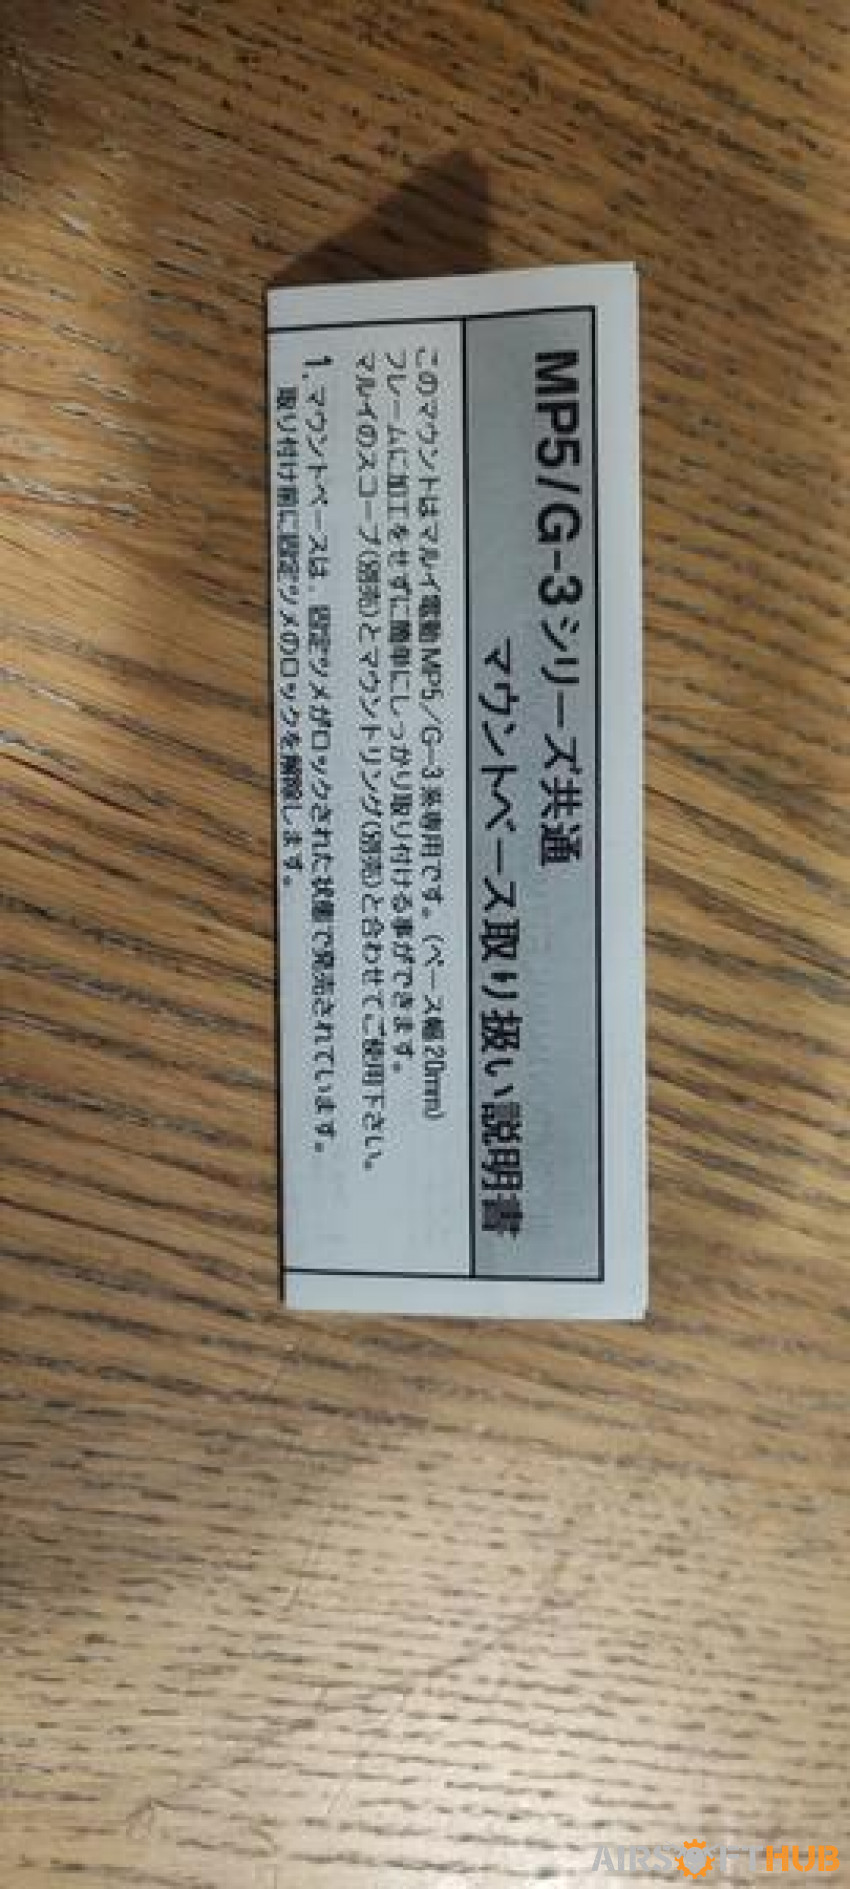 MP5/G-3シリーズ共通
マウントベース取り扱い説明書
このマウントはマルイ電動MP5/G-3系専用です。(ベース幅20mm)
フレームに加工をせずに簡単にしっかり取り付ける事ができます。
マルイのスコープ(別売)とマウントリング(別売)と合わせてご使用下さい。
1. マウントベースは、固定ツメがロックされた状態で発売されています。
取り付け前に固定ツメのロックを解除します。
AIRSOFTHUB